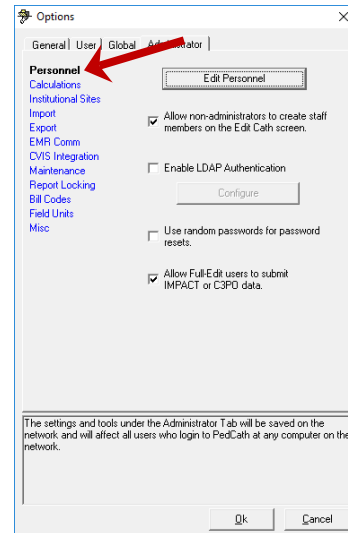 Options
General User Global Administrator
Personnel
Calculations
Institutional Sites
Import
Export
EMR Comm
CVIS Integration
Maintenance
Report Locking
Bill Codes
Field Units
Misc
Edit Personnel
Allow non-administrators to create staff
members on the Edit Cath screen.
Enable LDAP Authentication
Configure
Use random passwords for password
resets.
Allow Full-Edit users to submit
IMPACT or C3PO data.
The settings and tools under the Administrator Tab will be saved on the
network and will affect all users who login to PedCath at any computer on the
network.
Ok Cancel